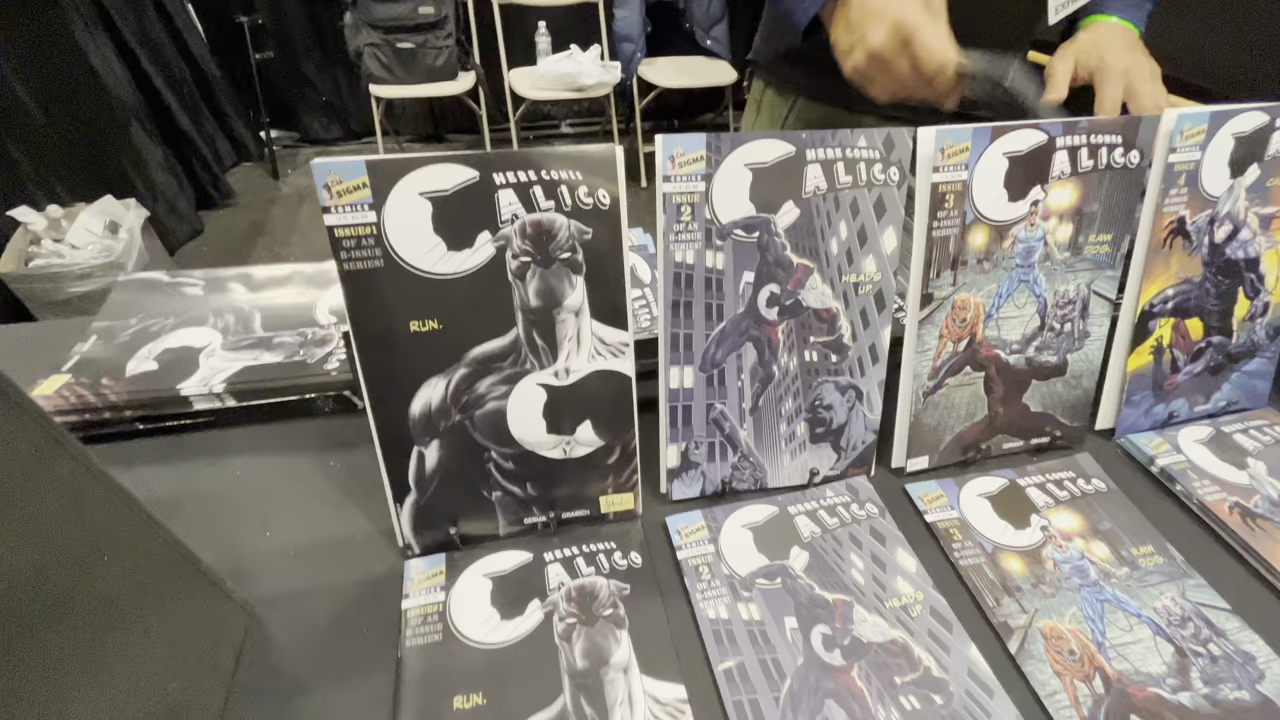 SIGMA
COMICS
ISSUE#1
OF AN
8-ISSUE
SERIES!
HERE COMES
CALICO
RUN.
SIGMA
COMICS
ISSUE
2
OF AN
8-ISSUE
SERIES!
HERE COMES
CALICO
HEADS
UP.
SIGMA
COMICS
ISSUE
3
OF AN
8-ISSUE
SERIES!
HERE COMES
CALICO
RAW
DOG.
COMICS
ISSUE
SIGMA
COMICS
ISSUE#1
OF AN
8-ISSUE
SERIES!
HERE COMES
CALICO
RUN.
SIGMA
ISSUE
2
OF AN
8-ISSUE
SERIES!
HERE COMES
CALICO
HEADS
UP
SIGMA
ISSUE
3
OF AN
8-ISSUE
SERIES!
HERE COMES
CALICO
RAW
DOG.